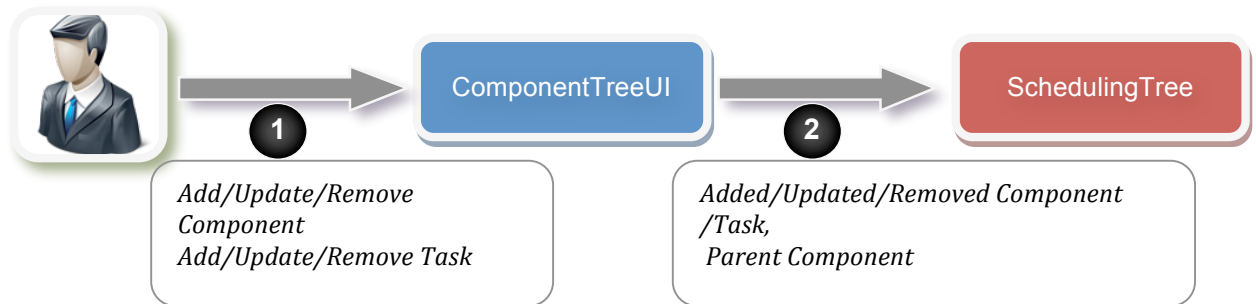 ComponentTreeUI
SchedulingTree
1
2
Add/Update/Remove
Component
Add/Update/Remove Task
Added/Updated/Removed Component
/Task,
Parent Component